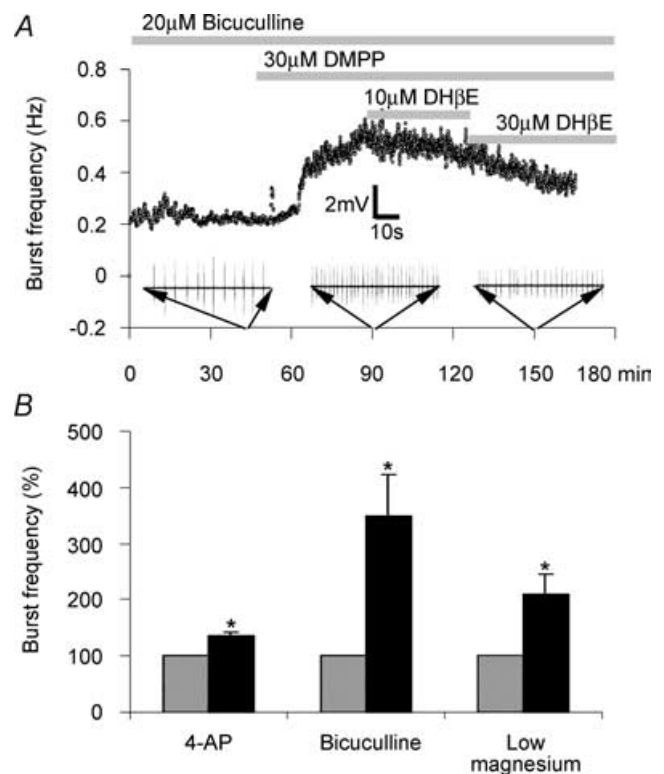 A
20μM Bicuculline
30μM DMPP
10μM DHβE
30μM DHβE
Burst frequency (Hz)
0.8
0.6
0.4
0.2
0
-0.2
2mV
10s
0 30 60 90 120 150 180 min
B
Burst frequency (%)
500
400
300
200
100
0
*
*
*
4-AP Bicuculline Low
magnesium